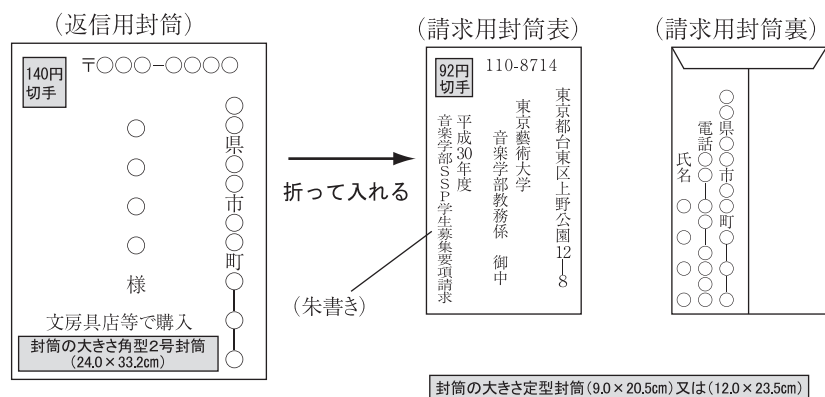 (返信用封筒)
140円
切手
〒○○○−○○○○
○○県○○市○○町○―○―○
○○○○様
文房具店等で購入
封筒の大きさ角型2号封筒
(24.0×33.2cm)
折って入れる
(請求用封筒表)
92円
切手
110-8714
東京都台東区上野公園12―8
東京藝術大学
音楽学部教務係 御中
平成30年度
音楽学部SSP学生募集要項請求
(朱書き)
(請求用封筒裏)
○○県○○市○○町○―○―○
電話○○―○○○―○○○○
氏名 ○○○○
封筒の大きさ定型封筒(9.0×20.5cm)又は(12.0×23.5cm)